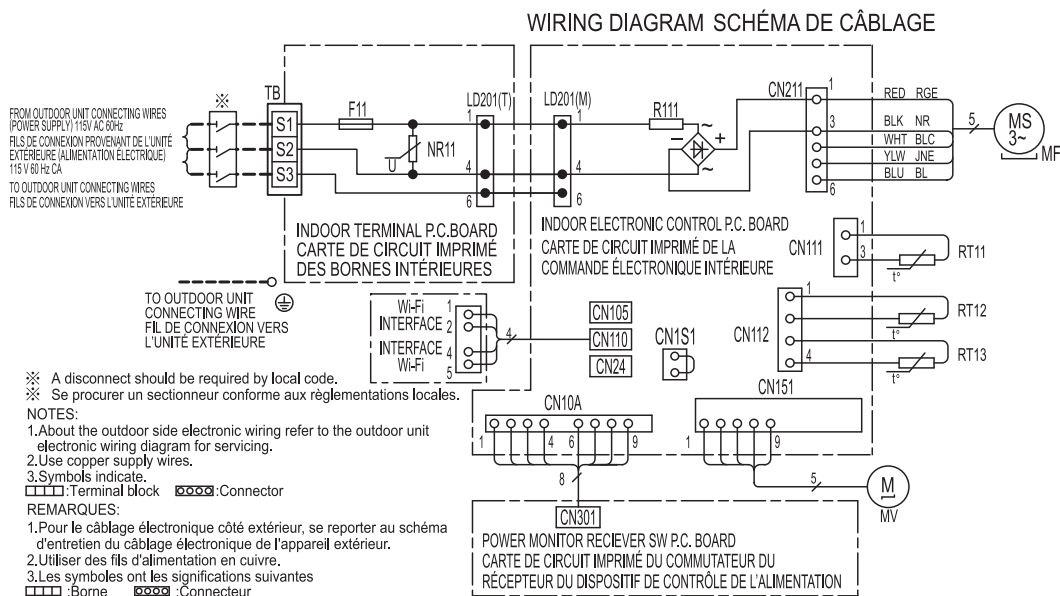 WIRING DIAGRAM SCHÉMA DE CÂBLAGE
FROM OUTDOOR UNIT CONNECTING WIRES
(POWER SUPPLY) 115V AC 60Hz
FILS DE CONNEXION PROVENANT DE L'UNITÉ
EXTÉRIEURE (ALIMENTATION ÉLECTRIQUE)
115 V 60 Hz CA
TO OUTDOOR UNIT CONNECTING WIRES
FILS DE CONNEXION VERS L'UNITÉ EXTÉRIEURE
※
TB
S1
S2
S3
F11
NR11
U
LD201(T)
1
4
6
LD201(M)
1
4
6
R111
~
− +
~
CN211
1
3
6
RED RGE
BLK NR
WHT BLC
YLW JNE
BLU BL
5
MS
3~
MF
INDOOR TERMINAL P.C.BOARD
CARTE DE CIRCUIT IMPRIMÉ
DES BORNES INTÉRIEURES
INDOOR ELECTRONIC CONTROL P.C. BOARD
CARTE DE CIRCUIT IMPRIMÉ DE LA
COMMANDE ÉLECTRONIQUE INTÉRIEURE
CN111
1
3
t°
RT11
CN112
1
4
t°
RT12
t°
RT13
TO OUTDOOR UNIT
CONNECTING WIRE
FIL DE CONNEXION VERS
L'UNITÉ EXTÉRIEURE
Wi-Fi
INTERFACE
INTERFACE
Wi-Fi
1
2
4
5
4
CN105
CN110
CN24
CN1S1
CN151
1
9
5
M
MV
CN10A
1
4
6
9
8
CN301
POWER MONITOR RECIEVER SW P.C. BOARD
CARTE DE CIRCUIT IMPRIMÉ DU COMMUTATEUR DU
RÉCEPTEUR DU DISPOSITIF DE CONTRÔLE DE L'ALIMENTATION
※ A disconnect should be required by local code.
※ Se procurer un sectionneur conforme aux règlementations locales.
NOTES:
1.About the outdoor side electronic wiring refer to the outdoor unit
electronic wiring diagram for servicing.
2.Use copper supply wires.
3.Symbols indicate.
:Terminal block :Connector
REMARQUES:
1.Pour le câblage électronique côté extérieur, se reporter au schéma
d'entretien du câblage électronique de l'appareil extérieur.
2.Utiliser des fils d'alimentation en cuivre.
3.Les symboles ont les significations suivantes
:Borne :Connecteur